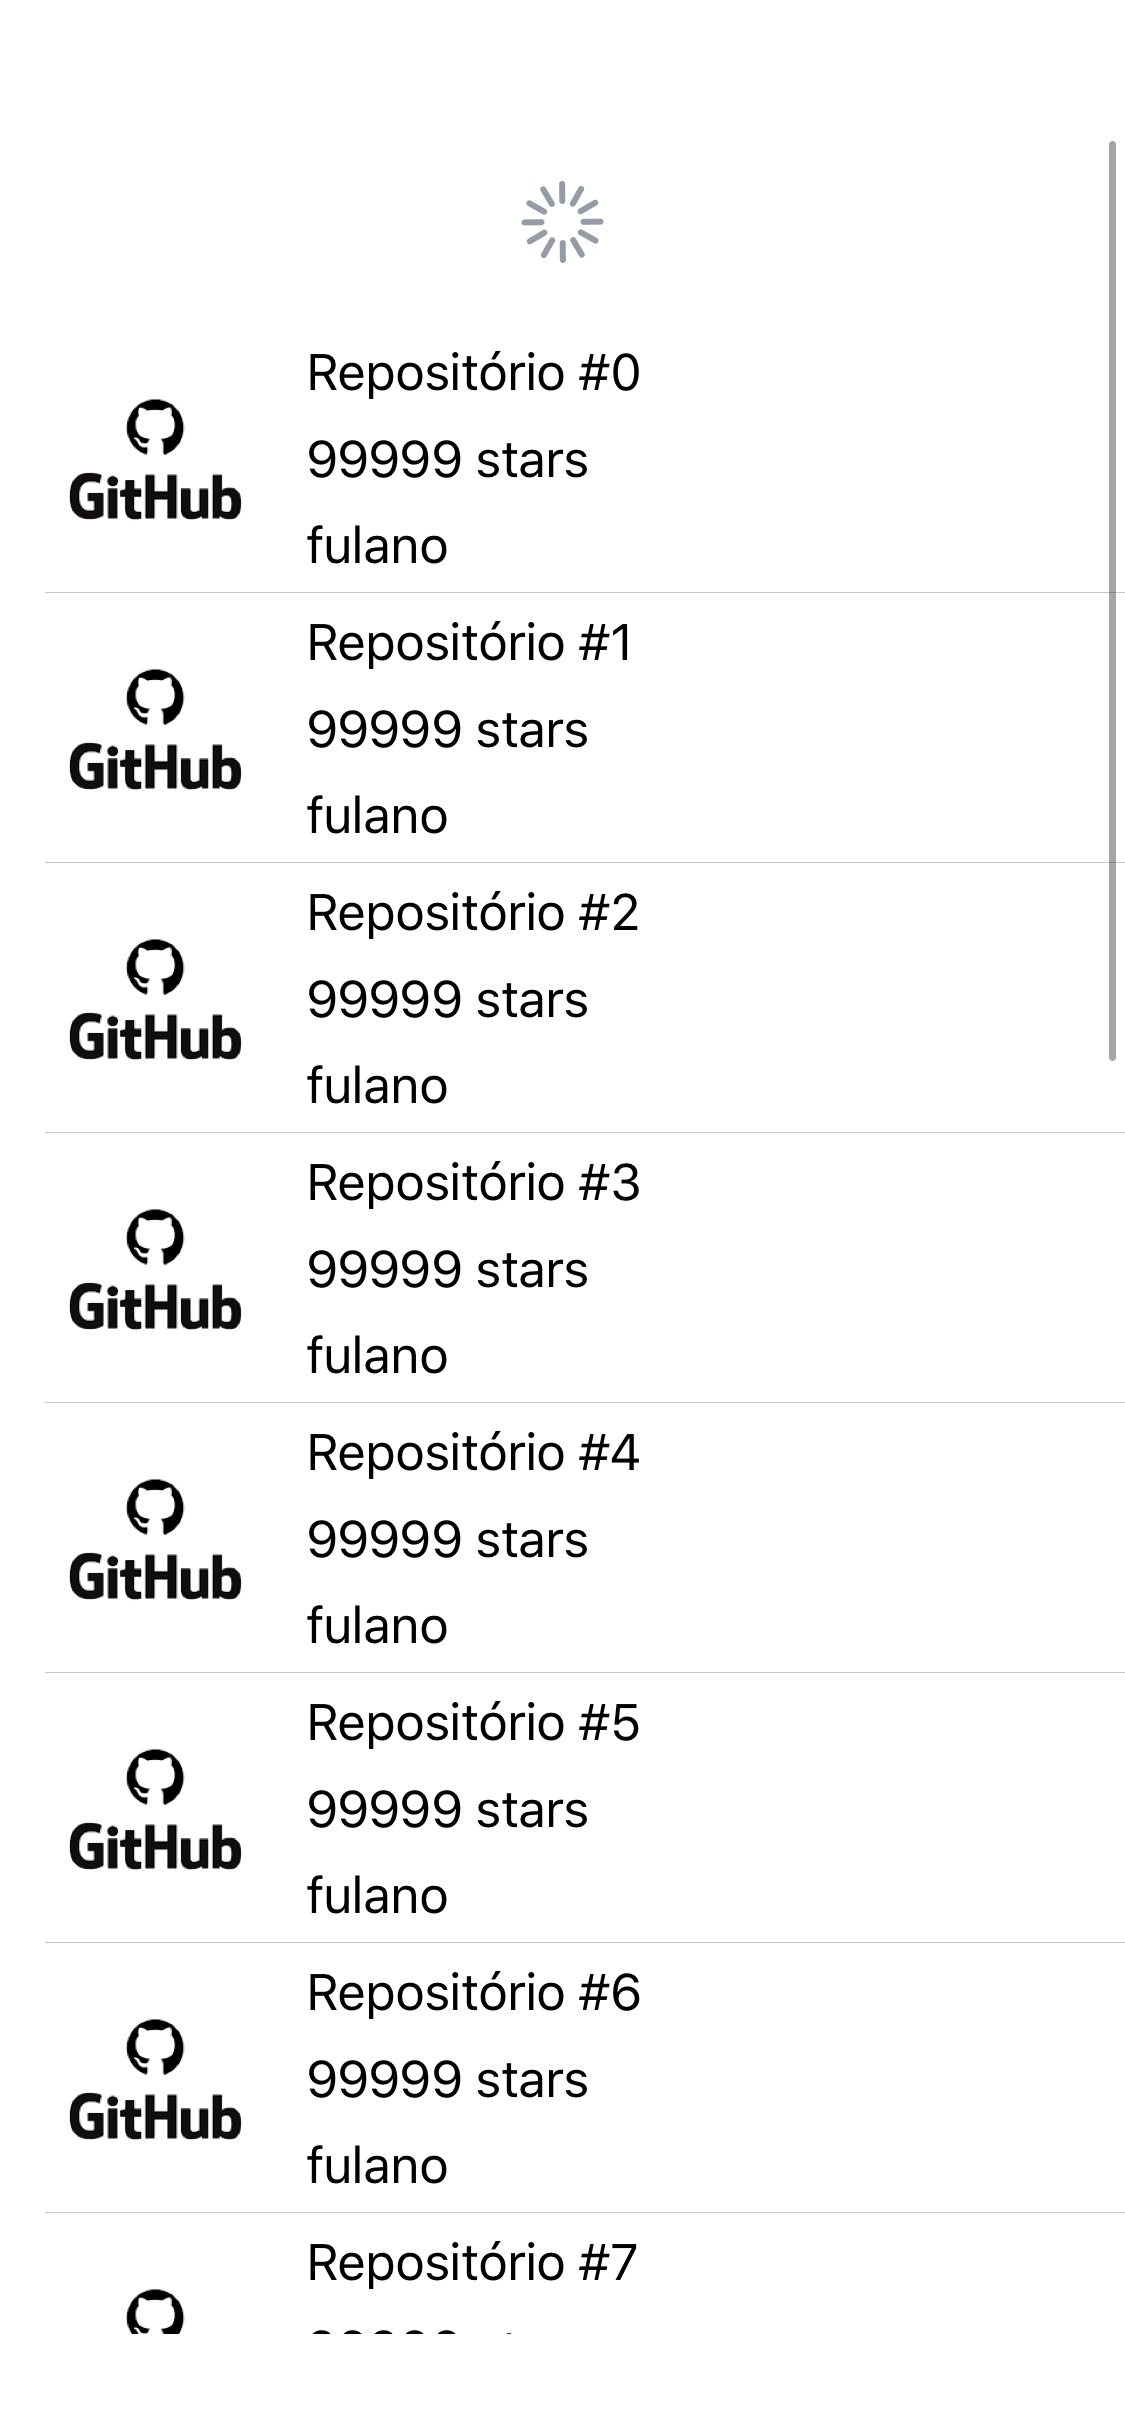 Repositório #0
99999 stars
GitHub
fulano
Repositório #1
99999 stars
GitHub
fulano
Repositório #2
99999 stars
GitHub
fulano
Repositório #3
99999 stars
GitHub
fulano
Repositório #4
99999 stars
GitHub
fulano
Repositório #5
99999 stars
GitHub
fulano
Repositório #6
99999 stars
GitHub
fulano
Repositório #7